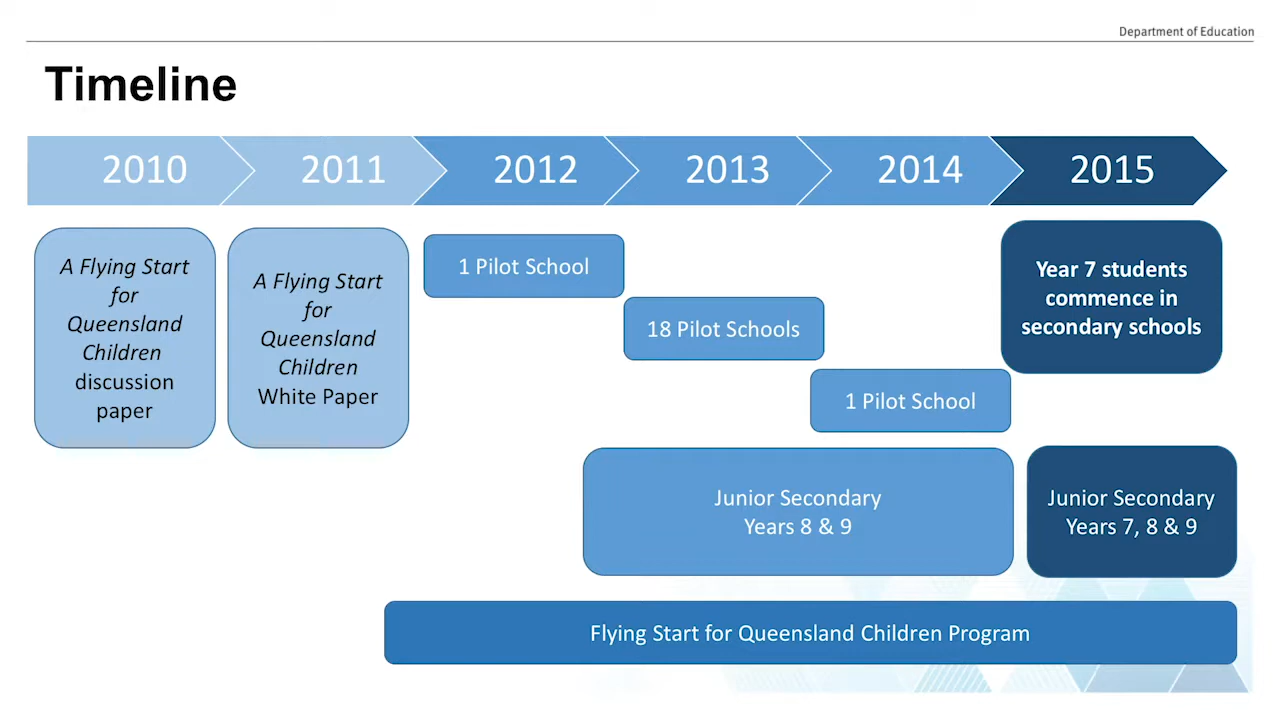 Department of Education
Timeline
2010
2011
2012
2013
2014
2015
A Flying Start
for
Queensland
Children
discussion
paper
A Flying Start
for
Queensland
Children
White Paper
1 Pilot School
18 Pilot Schools
1 Pilot School
Year 7 students
commence in
secondary schools
Junior Secondary
Years 8 & 9
Junior Secondary
Years 7, 8 & 9
Flying Start for Queensland Children Program